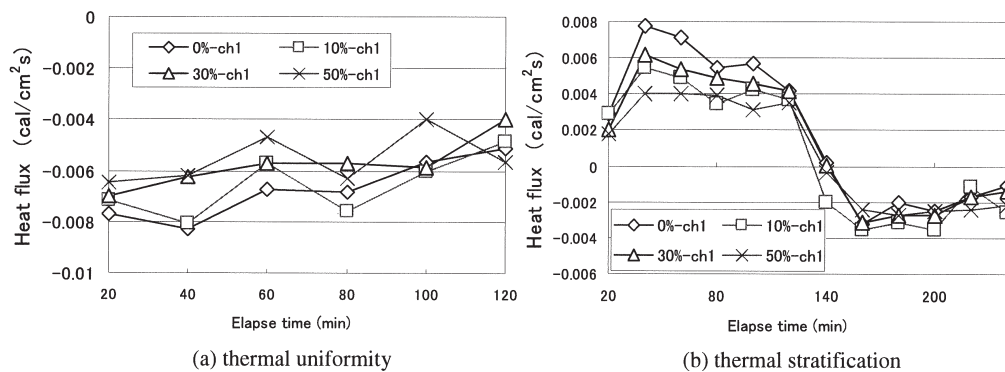 0
-0.002
-0.004
-0.006
-0.008
-0.01
Heat flux (cal/cm²s)
0%-ch1 10%-ch1
30%-ch1 50%-ch1
20 40 60 80 100 120
Elapse time (min)
(a) thermal uniformity
0.008
0.006
0.004
0.002
0
-0.002
-0.004
-0.006
Heat flux (cal/cm²s)
0%-ch1 10%-ch1
30%-ch1 50%-ch1
20 80 140 200
Elapse time (min)
(b) thermal stratification